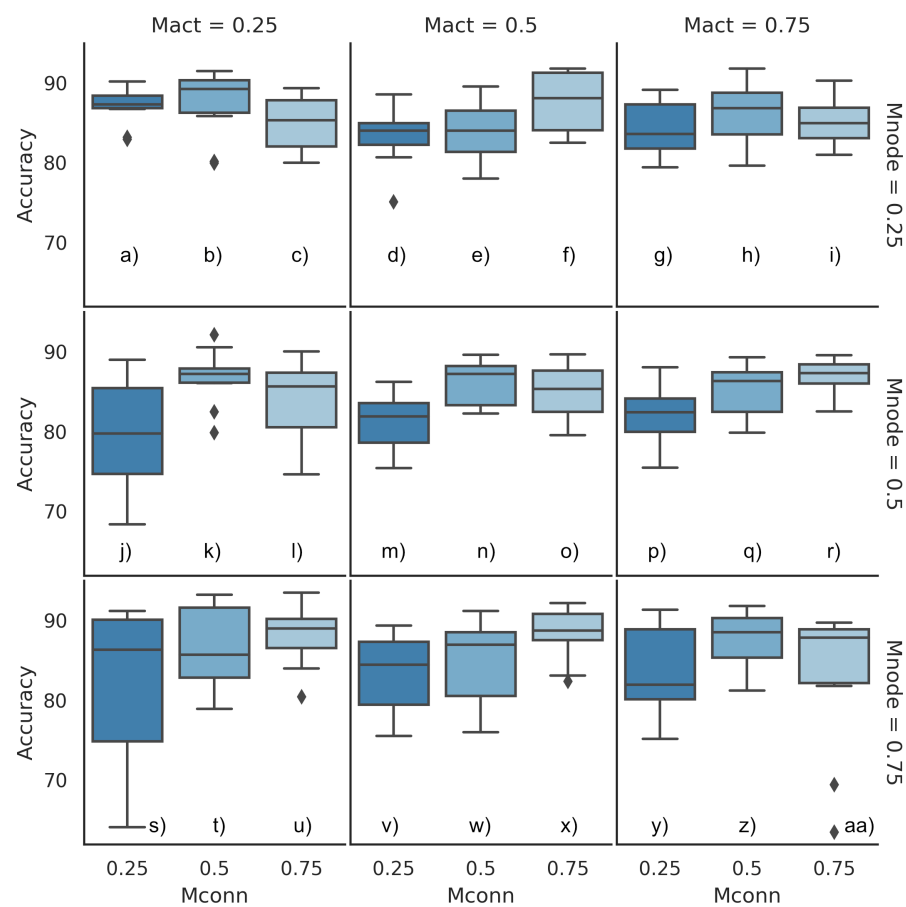 Mact = 0.25 Mact = 0.5 Mact = 0.75
90
80
70
Accuracy
a) b) c) d) e) f) g) h) i)
Mnode = 0.25
90
80
70
Accuracy
j) k) l) m) n) o) p) q) r)
Mnode = 0.5
90
80
70
Accuracy
s) t) u) v) w) x) y) z) aa)
Mnode = 0.75
0.25 0.5 0.75 0.25 0.5 0.75 0.25 0.5 0.75
Mconn Mconn Mconn